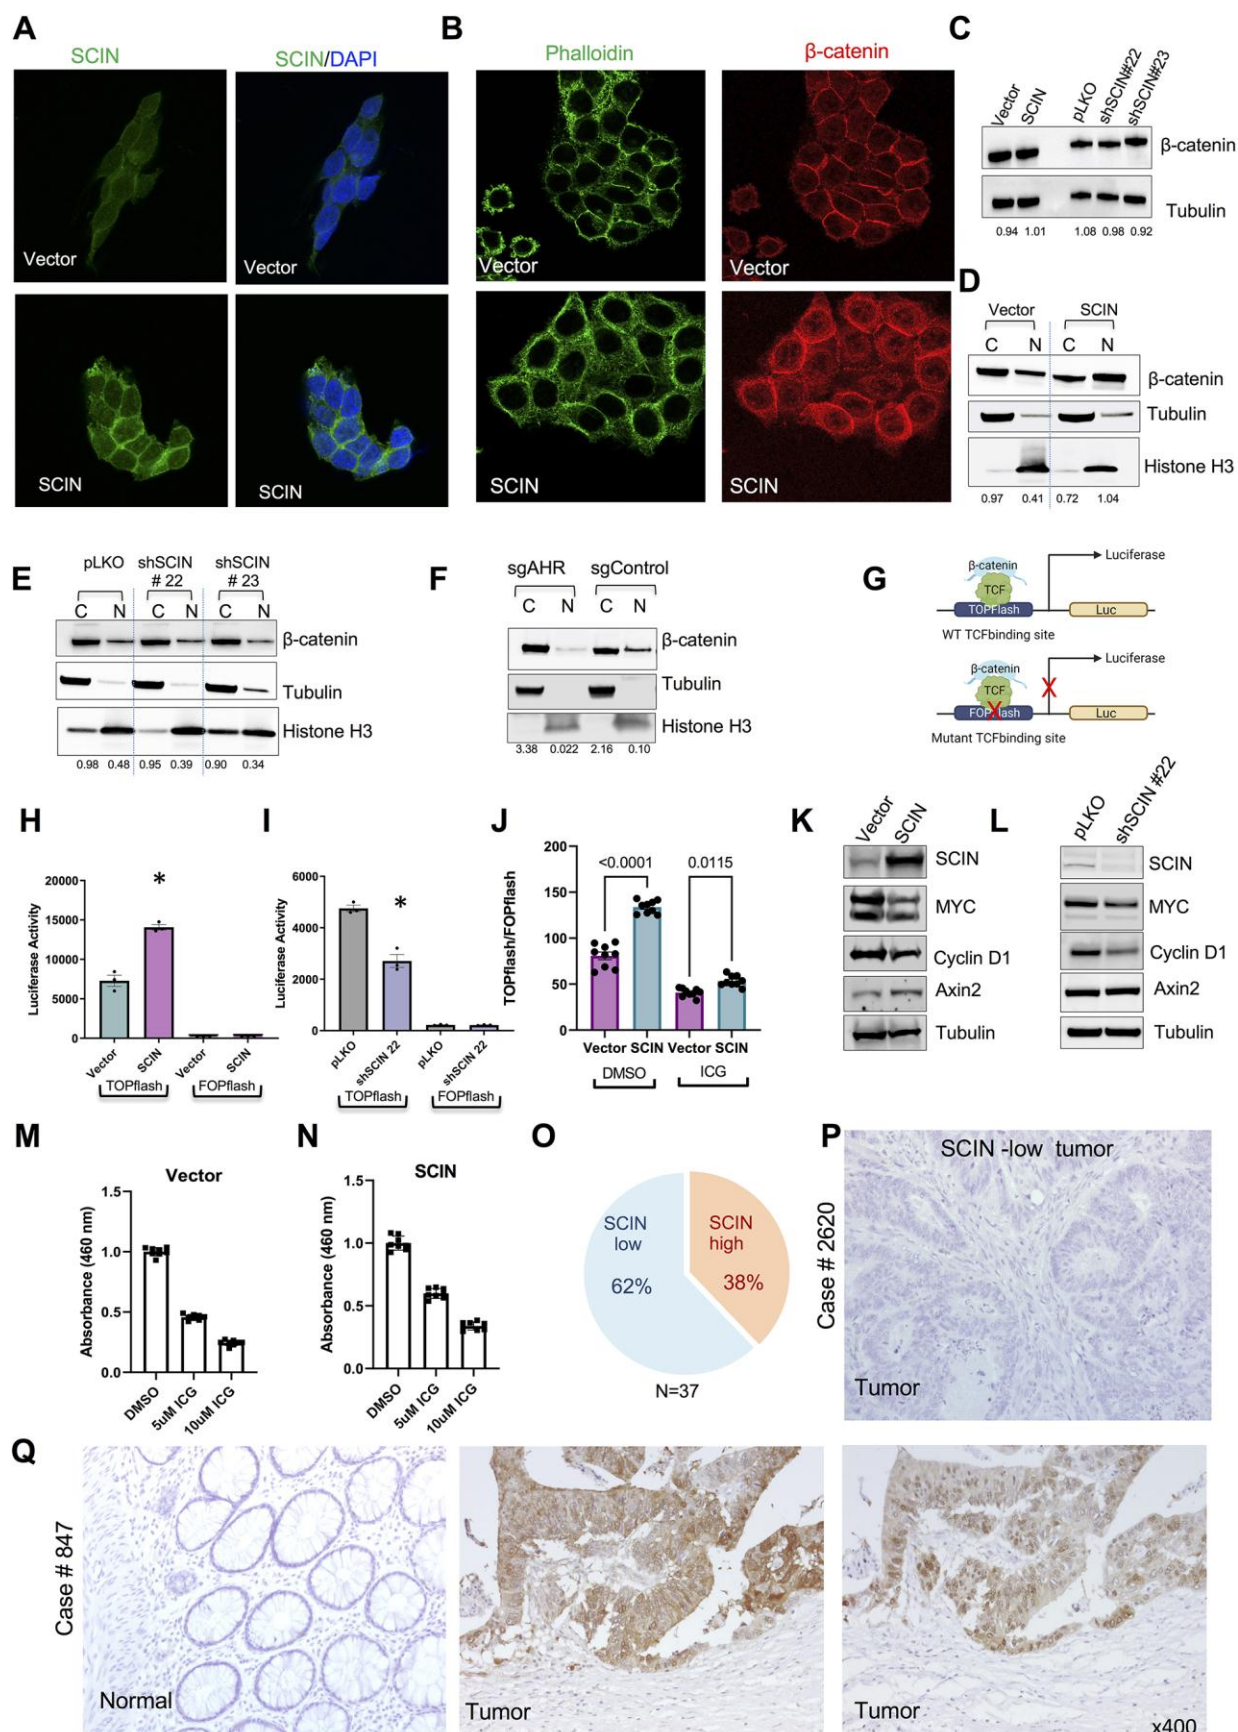 A
SCIN
SCIN/DAPI
Vector
Vector
SCIN
SCIN
B
Phalloidin
β-catenin
Vector
Vector
SCIN
SCIN
C
Vector
SCIN
pLKO
shSCIN#22
shSCIN#23
β-catenin
Tubulin
0.94 1.01 1.08 0.98 0.92
D
Vector SCIN
C N C N
β-catenin
Tubulin
Histone H3
0.97 0.41 0.72 1.04
E
pLKO shSCIN shSCIN
# 22 # 23
C N C N C N
β-catenin
Tubulin
Histone H3
0.98 0.48 0.95 0.39 0.90 0.34
F
sgAHR sgControl
C N C N
β-catenin
Tubulin
Histone H3
3.38 0.022 2.16 0.10
G
Luciferase
β-catenin
TCF
TOPFlash
Luc
WT TCFbinding site
Luciferase
β-catenin
TCF
FOPflash
X
X
Luc
Mutant TCFbinding site
H
Luciferase Activity
20000
15000
10000
5000
0
*
Vector
SCIN
Vector
SCIN
TOPflash FOPflash
I
Luciferase Activity
6000
4000
2000
0
*
pLKO
shSCIN 22
pLKO
shSCIN 22
TOPflash FOPflash
J
TOPflash/FOPflash
200
150
100
50
0
<0.0001 0.0115
Vector SCIN Vector SCIN
DMSO ICG
K
Vector
SCIN
SCIN
MYC
Cyclin D1
Axin2
Tubulin
L
pLKO
shSCIN #22
SCIN
MYC
Cyclin D1
Axin2
Tubulin
M
Vector
Absorbance (460 nm)
1.5
1.0
0.5
0.0
DMSO
5uM ICG
10uM ICG
N
SCIN
Absorbance (460 nm)
1.5
1.0
0.5
0.0
DMSO
5uM ICG
10uM ICG
O
SCIN
low
62%
SCIN
high
38%
N=37
P
SCIN -low tumor
Case # 2620
Tumor
Q
Case # 847
Normal
Tumor
Tumor
x400